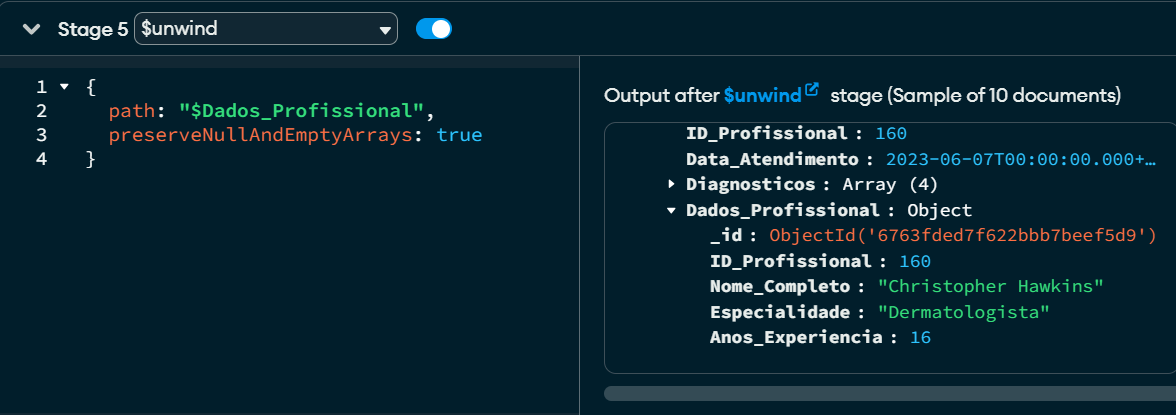 Stage 5 $unwind
1 {
2 path: "$Dados_Profissional",
3 preserveNullAndEmptyArrays: true
4 }
Output after $unwind stage (Sample of 10 documents)
ID_Profissional : 160
Data_Atendimento : 2023-06-07T00:00:00.000+…
Diagnosticos : Array (4)
Dados_Profissional : Object
_id : ObjectId('6763fded7f622bbb7beef5d9')
ID_Profissional : 160
Nome_Completo : "Christopher Hawkins"
Especialidade : "Dermatologista"
Anos_Experiencia : 16